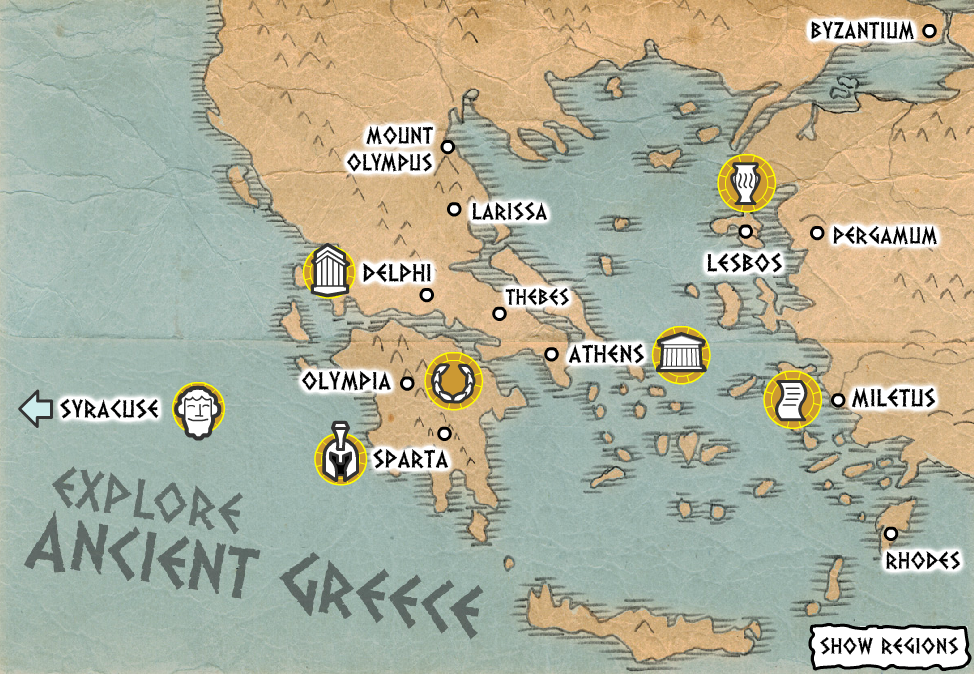 BYZANTIUM
MOUNT
OLYMPUS
LARISSA
PERGAMUM
LESBOS
DELPHI
THEBES
ATHENS
OLYMPIA
MILETUS
SYRACUSE
SPARTA
EXPLORE
ANCIENT GREECE
RHODES
SHOW REGIONS